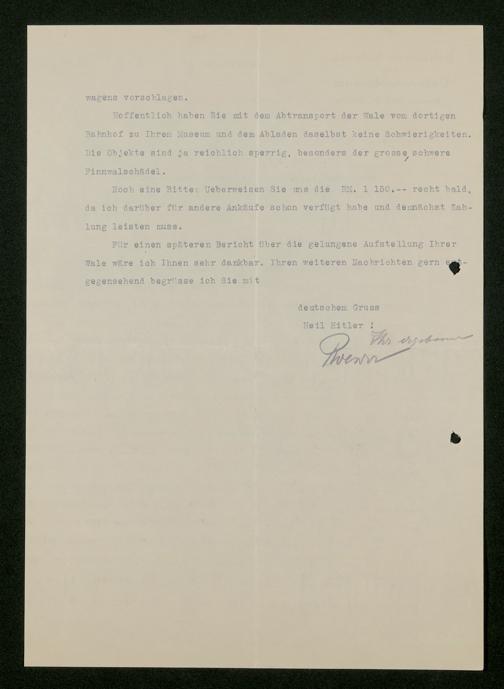 wagens vorschlagen.
Hoffentlich haben Sie mit dem Abtransport der Wale vom dortigen
Bahnhof zu Ihrem Museum und dem Abladen daselbst keine Schwierigkeiten.
Die Objekte sind ja reichlich sperrig, besonders der grosse, schwere
Finnwalschädel.
Noch eine Bitte: Ueberweisen Sie uns die RM. 1 150.-- recht bald,
da ich darüber für andere Ankäufe schon verfügt habe und demnächst Zah-
lung leisten muss.
Für einen späteren Bericht über die gelungene Aufstellung Ihrer
Wale wäre ich Ihnen sehr dankbar. Ihren weiteren Nachrichten gern ent-
gegensehend begrüsse ich Sie mit
deutschem Gruss
Heil Hitler !
Ihr ergebener